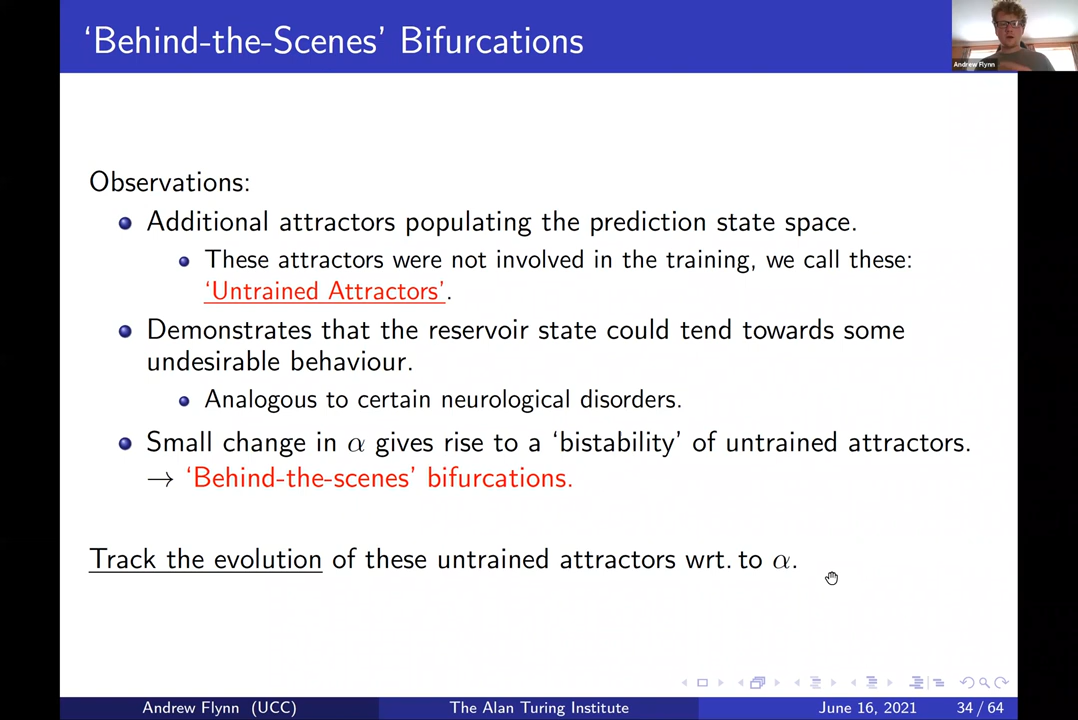 ‘Behind-the-Scenes’ Bifurcations
Andrew Flynn
Observations:
Additional attractors populating the prediction state space.
These attractors were not involved in the training, we call these:
‘Untrained Attractors’.
Demonstrates that the reservoir state could tend towards some
undesirable behaviour.
Analogous to certain neurological disorders.
Small change in α gives rise to a ‘bistability’ of untrained attractors.
→ ‘Behind-the-scenes’ bifurcations.
Track the evolution of these untrained attractors wrt. to α.
Andrew Flynn (UCC) The Alan Turing Institute June 16, 2021 34 / 64